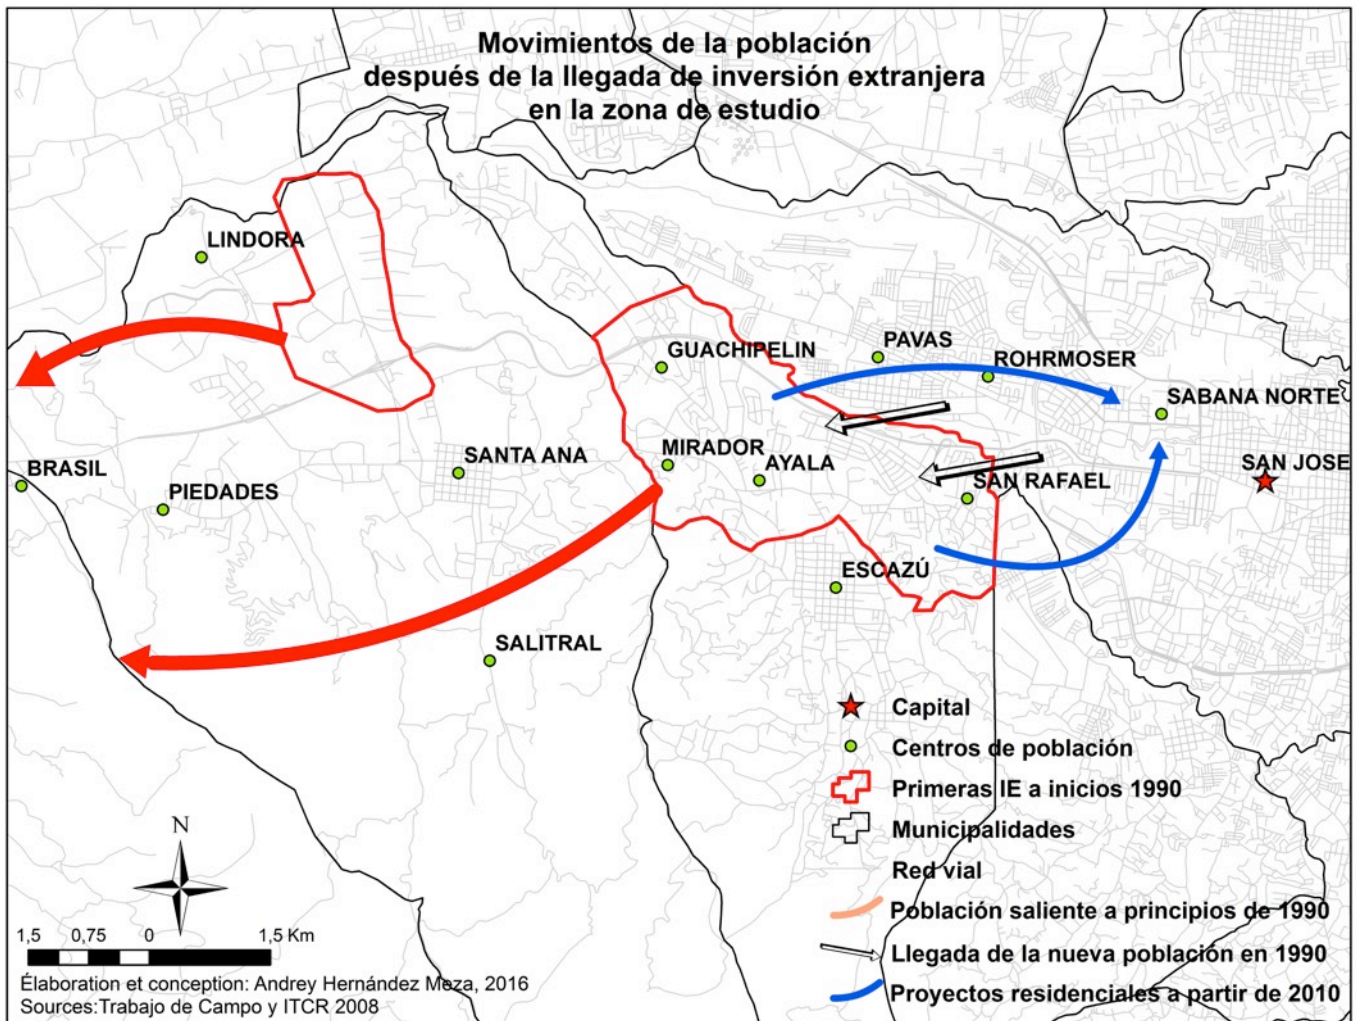 Movimientos de la población
después de la llegada de inversión extranjera
en la zona de estudio
LINDORA
GUACHIPELIN
PAVAS
ROHRMOSER
SABANA NORTE
BRASIL
PIEDADES
SANTA ANA
MIRADOR
AYALA
SAN RAFAEL
SAN JOSE
ESCAZÚ
SALITRAL
Capital
Centros de población
Primeras IE a inicios 1990
Municipalidades
Red vial
Población saliente a principios de 1990
Llegada de la nueva población en 1990
Proyectos residenciales a partir de 2010
N
1,5 0,75 0 1,5 Km
Élaboration et conception: Andrey Hernández Meza, 2016
Sources:Trabajo de Campo y ITCR 2008